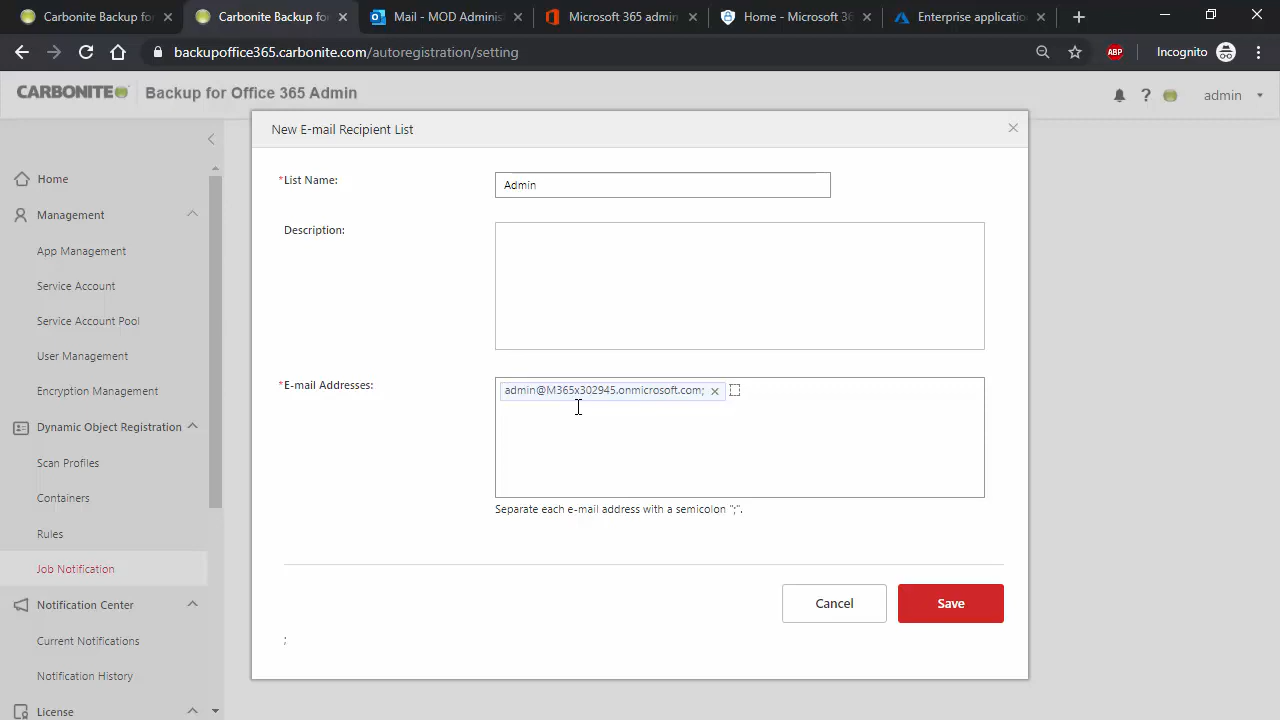 Carbonite Backup fo
Carbonite Backup fo
Mail - MOD Adminis
Microsoft 365 admin
Home - Microsoft 36
Enterprise applicatio
backupoffice365.carbonite.com/autoregistration/setting
ABP
Incognito
CARBONITE
Backup for Office 365 Admin
?
admin
New E-mail Recipient List
Home
Management
App Management
Service Account
Service Account Pool
User Management
Encryption Management
Dynamic Object Registration
Scan Profiles
Containers
Rules
Job Notification
Notification Center
Current Notifications
Notification History
License
*List Name:
Admin
Description:
*E-mail Addresses:
admin@M365x302945.onmicrosoft.com;
Separate each e-mail address with a semicolon ";".
Cancel
Save
;